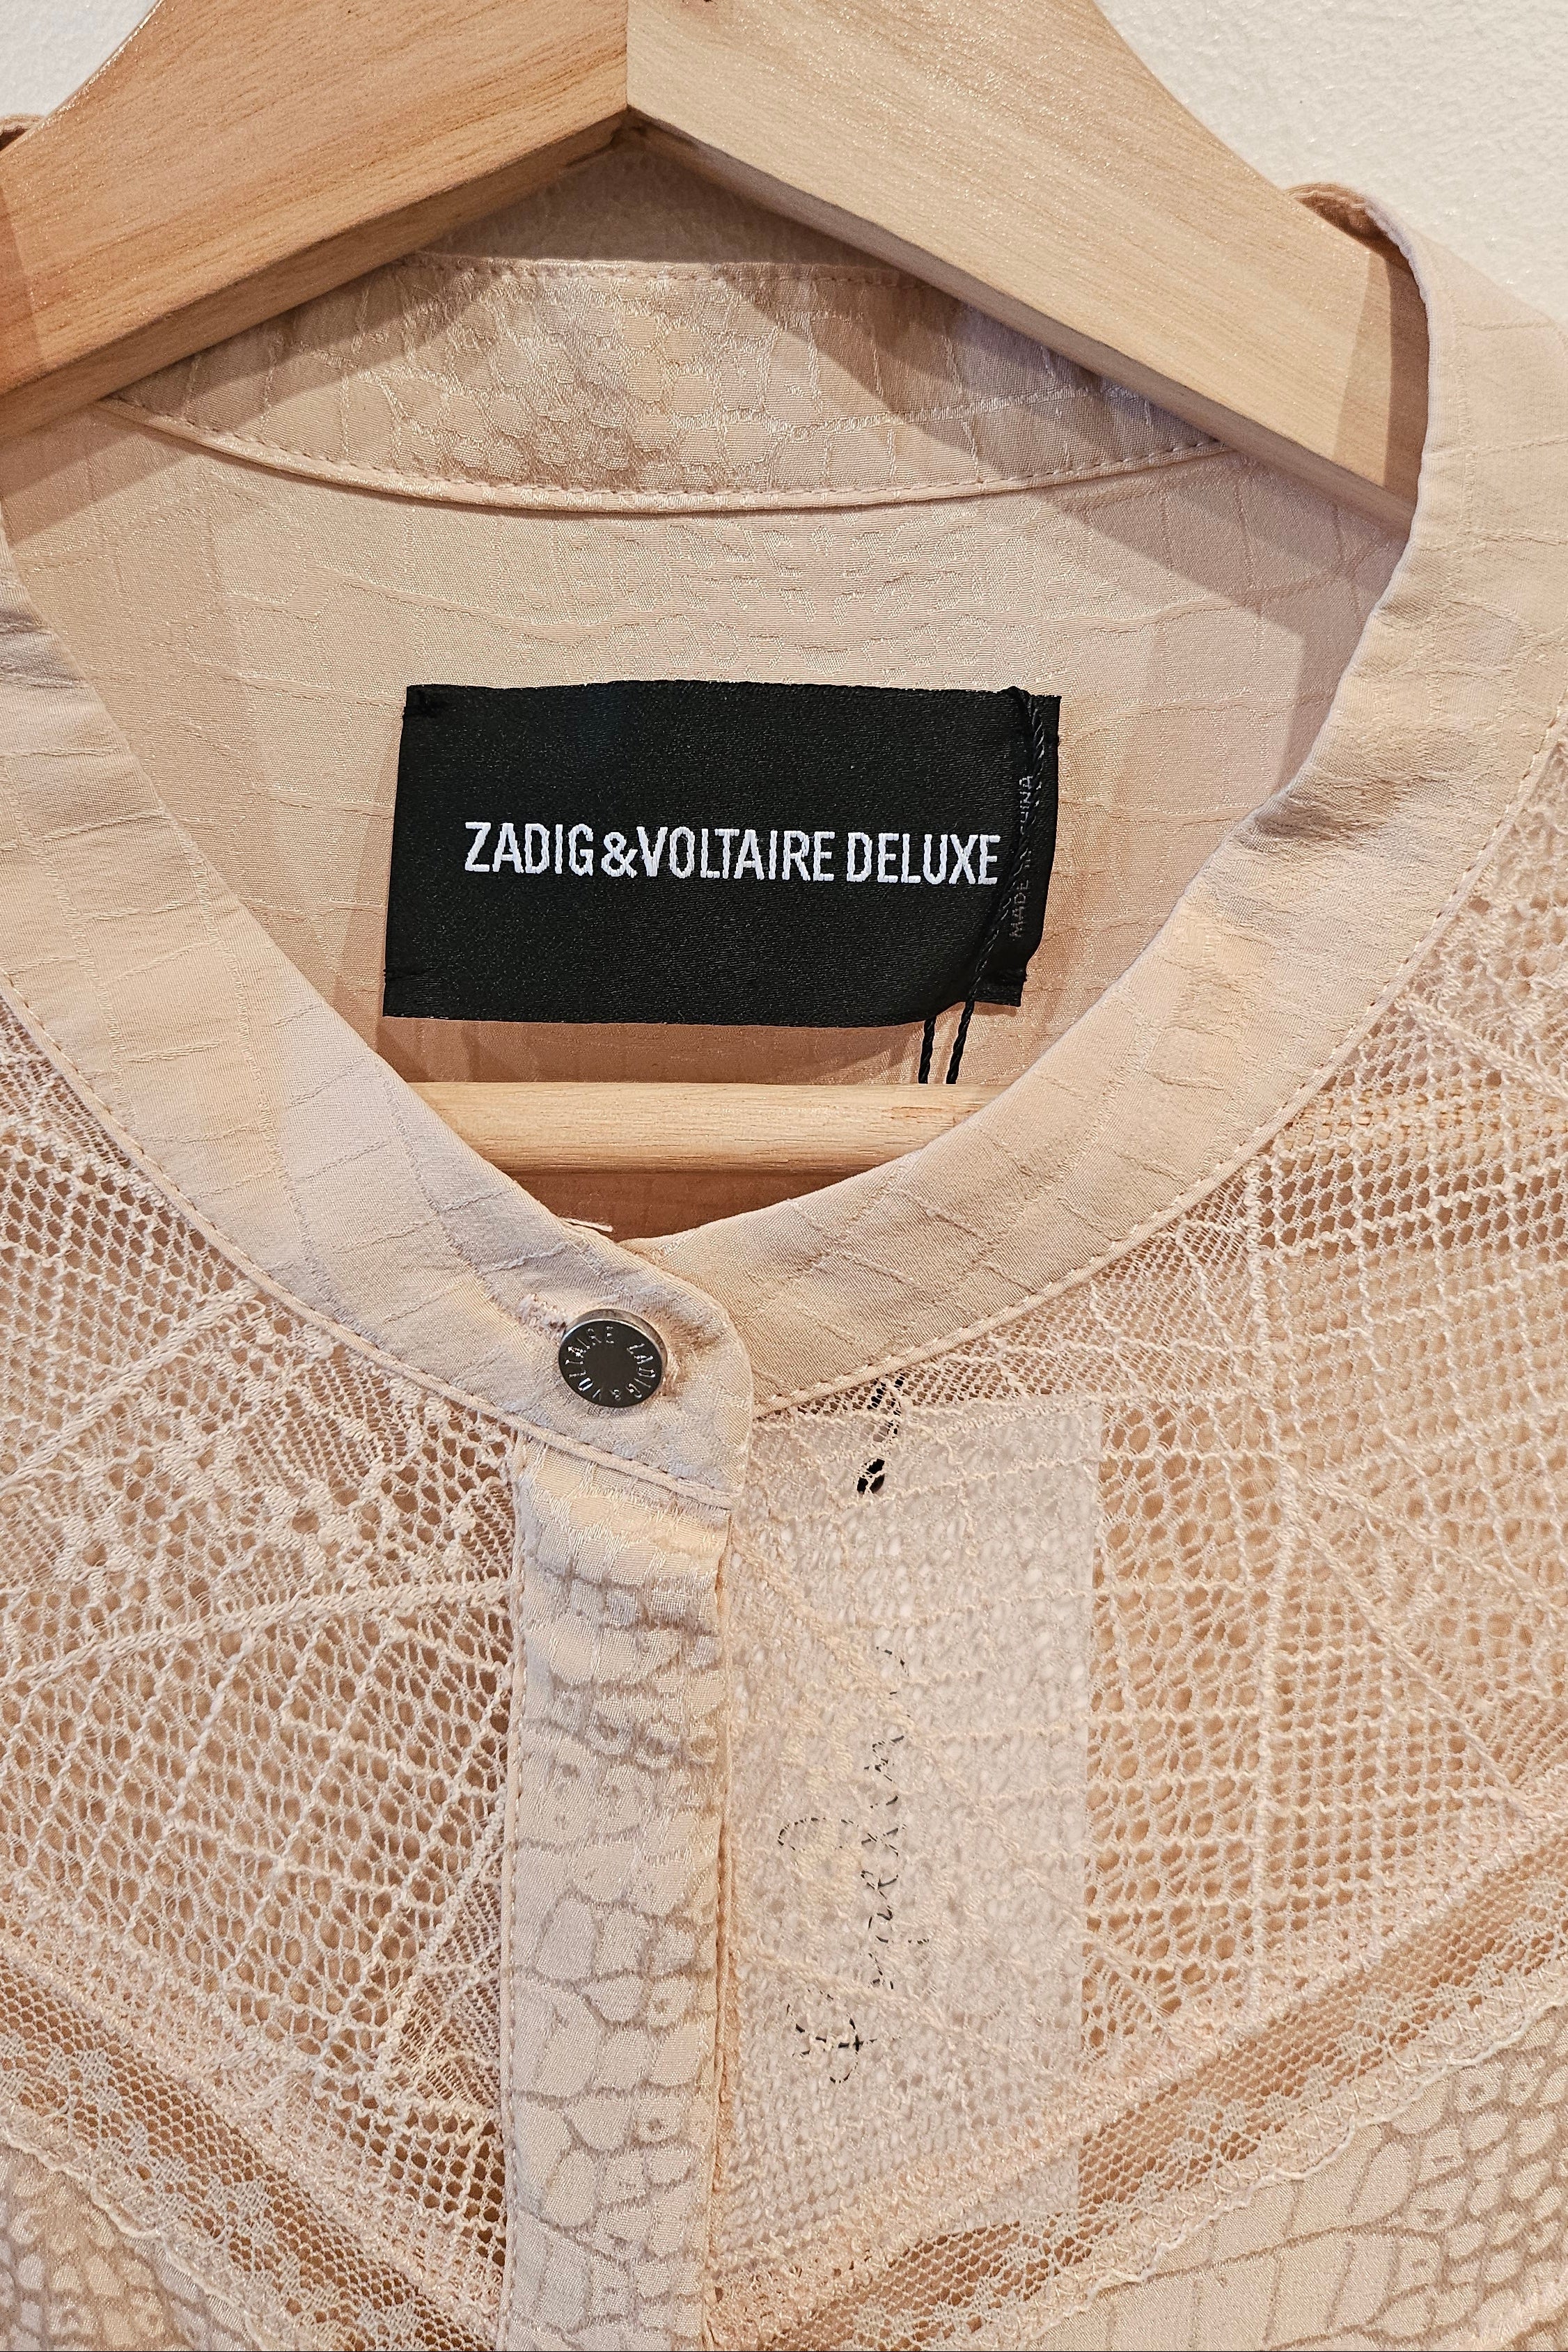 ZADIG&VOLTAIRE DELUXE
MADE IN CHINA
ZADIG & VOLTAIRE